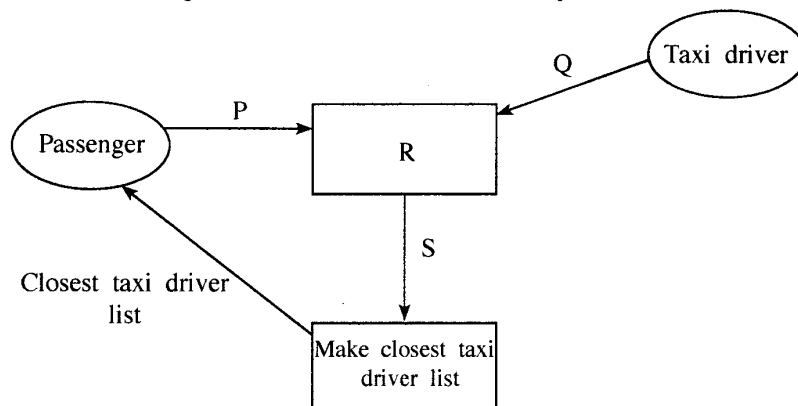 Taxi driver
Q
P
Passenger
R
S
Closest taxi driver
list
Make closest taxi
driver list